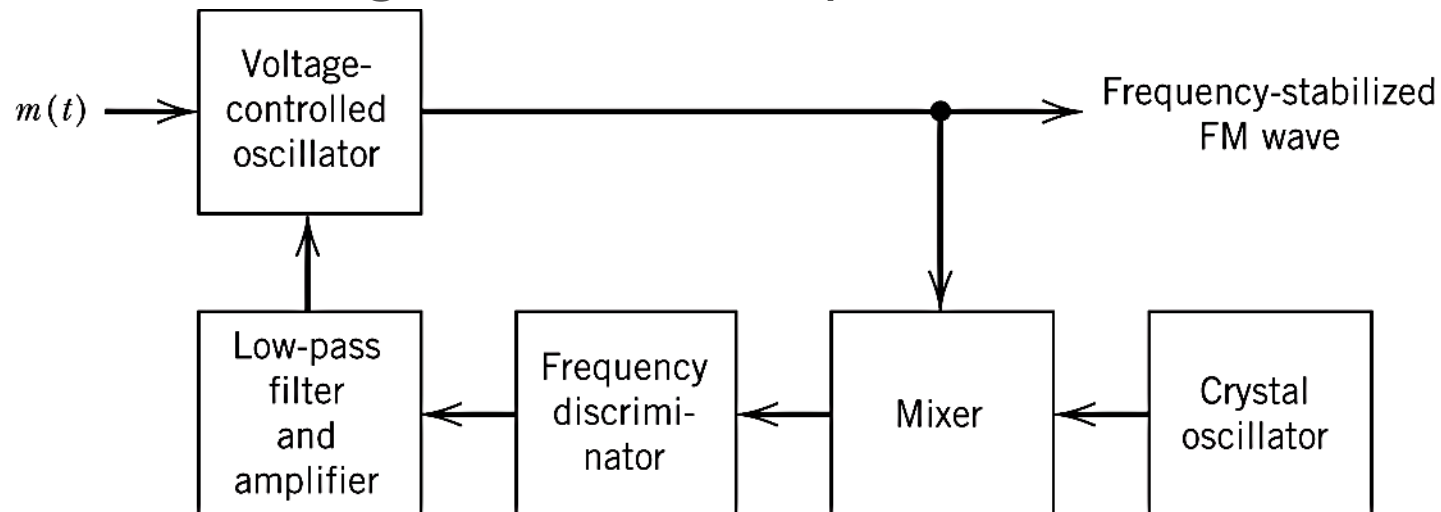 Voltage-
controlled
oscillator
m(t)
Frequency-stabilized
FM wave
Low-pass
filter
and
amplifier
Frequency
discrimi-
nator
Mixer
Crystal
oscillator